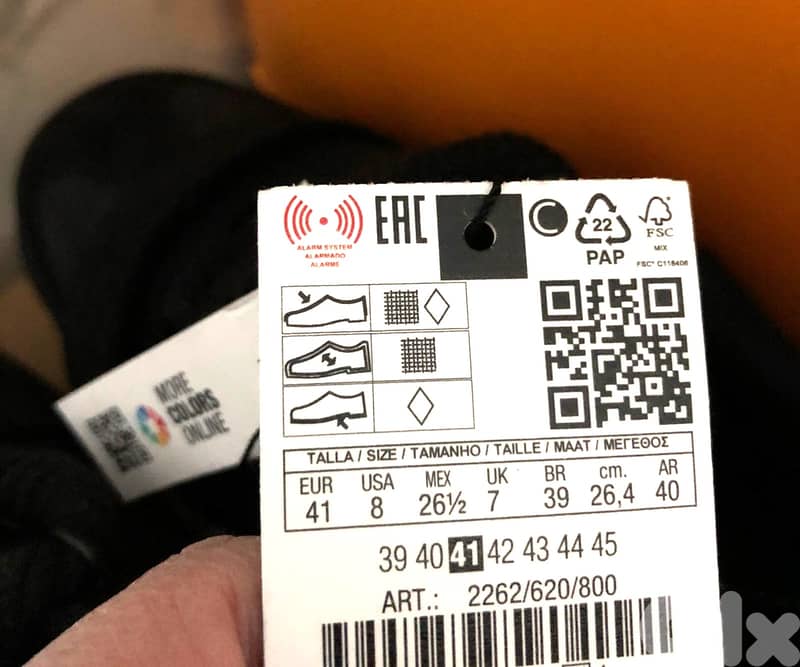 ALARM SYSTEM
ALARMADO
ALARME
EAC
C
22
PAP
FSC
MIX
FSC® C118406
MORE
COLORS
ONLINE
TALLA / SIZE / TAMANHO / TAILLE / MAAT / ΜΕΓΕΘΟΣ
EUR USA MEX UK BR cm. AR
41 8 26½ 7 39 26,4 40
39 40 41 42 43 44 45
ART.: 2262/620/800
lx